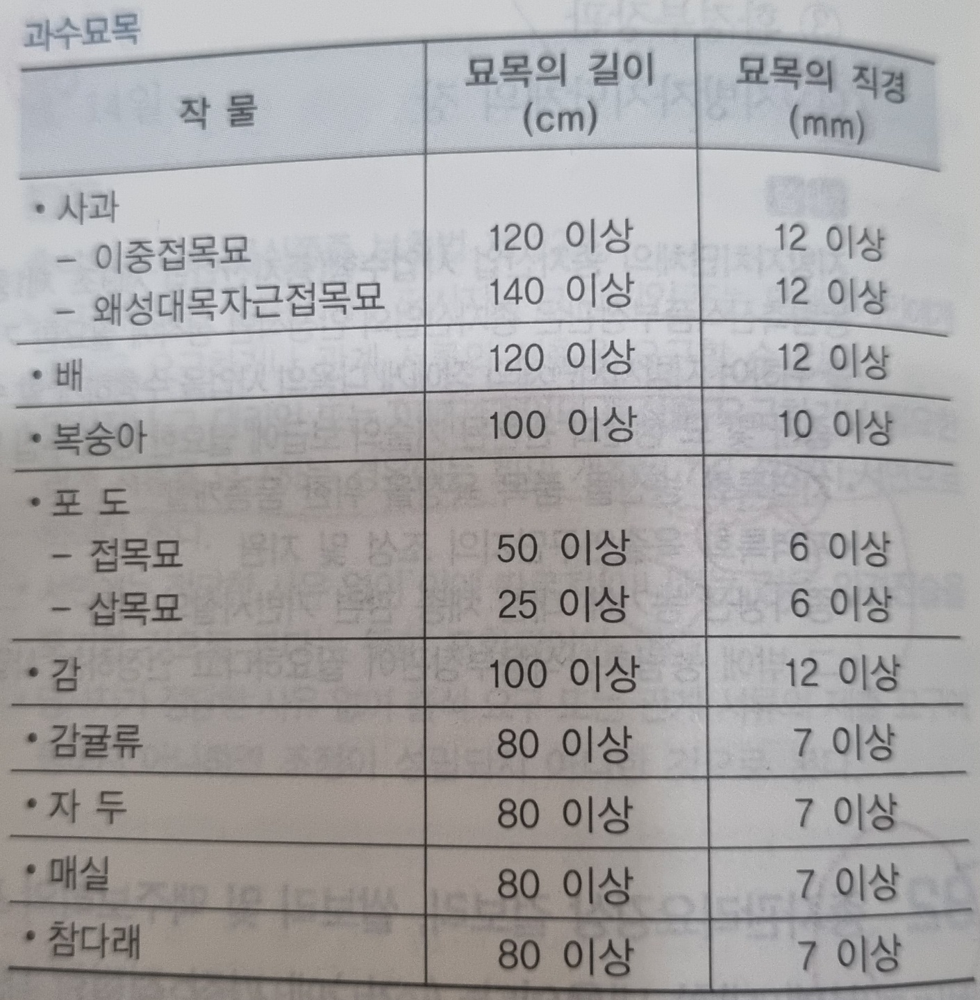 과수묘목
작 물 묘목의 길이 (cm) 묘목의 직경 (mm)
• 사과
– 이중접목묘 120 이상 12 이상
– 왜성대목자근접목묘 140 이상 12 이상
• 배 120 이상 12 이상
• 복숭아 100 이상 10 이상
• 포 도
– 접목묘 50 이상 6 이상
– 삽목묘 25 이상 6 이상
• 감 100 이상 12 이상
• 감귤류 80 이상 7 이상
• 자 두 80 이상 7 이상
• 매실 80 이상 7 이상
• 참다래 80 이상 7 이상